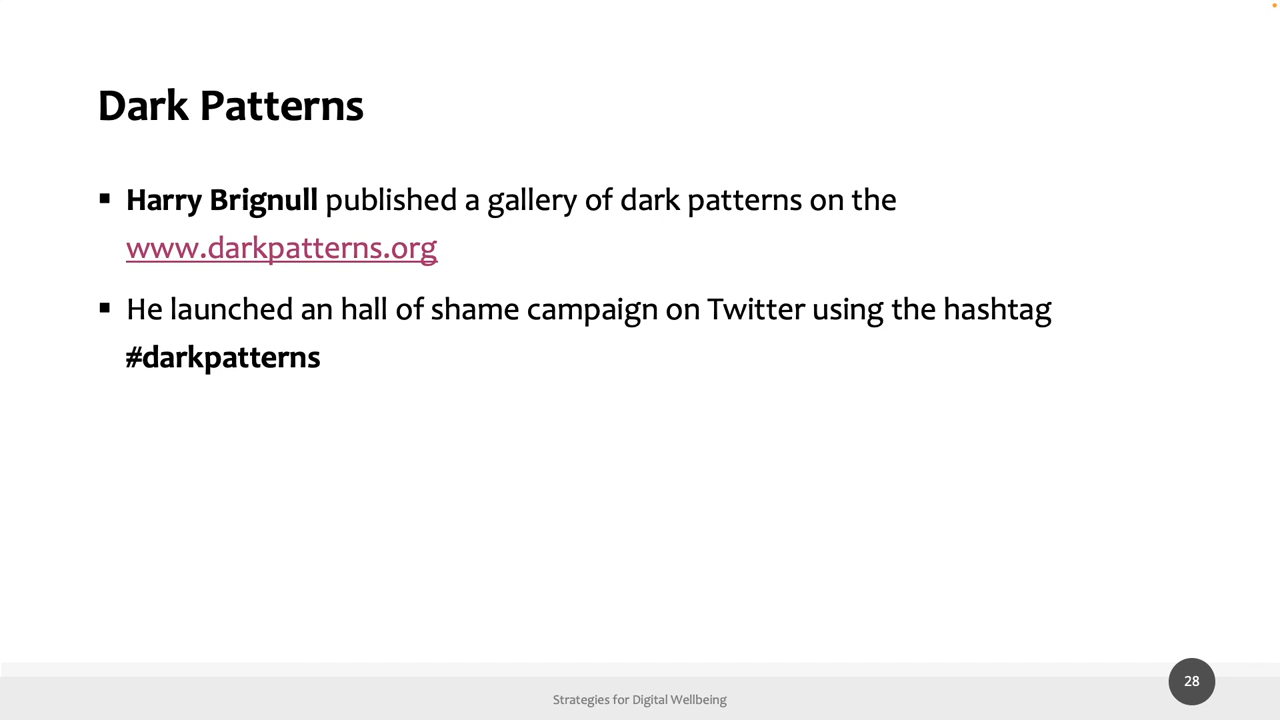 Dark Patterns
▪ Harry Brignull published a gallery of dark patterns on the
www.darkpatterns.org
▪ He launched an hall of shame campaign on Twitter using the hashtag
#darkpatterns
28
Strategies for Digital Wellbeing